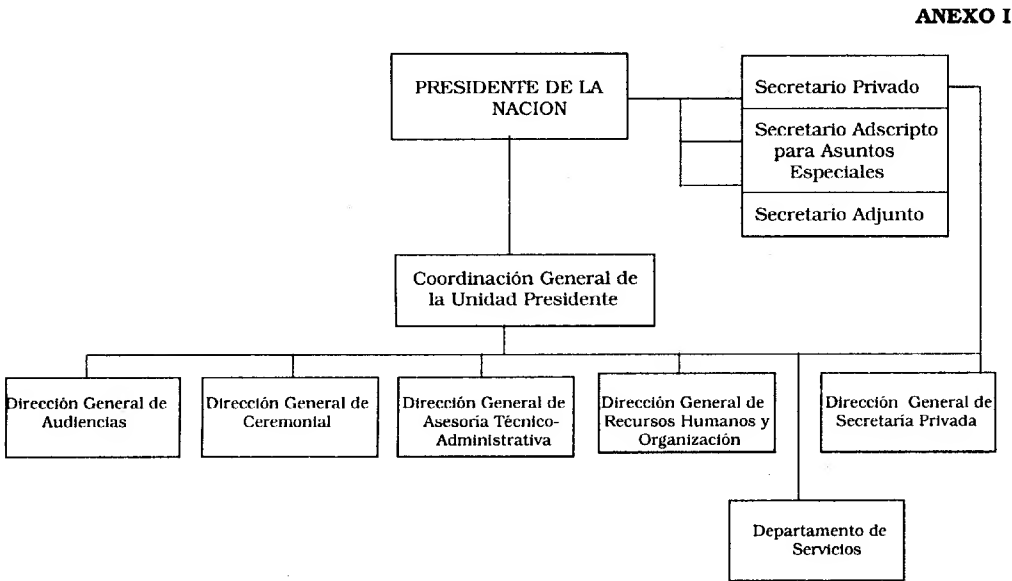 ANEXO I
PRESIDENTE DE LA
NACION
Secretario Privado
Secretario Adscripto
para Asuntos
Especiales
Secretario Adjunto
Coordinación General de
la Unidad Presidente
Dirección General de
Audiencias
Dirección General de
Ceremonial
Dirección General de
Asesoría Técnico-
Administrativa
Dirección General de
Recursos Humanos y
Organización
Dirección General de
Secretaría Privada
Departamento de
Servicios